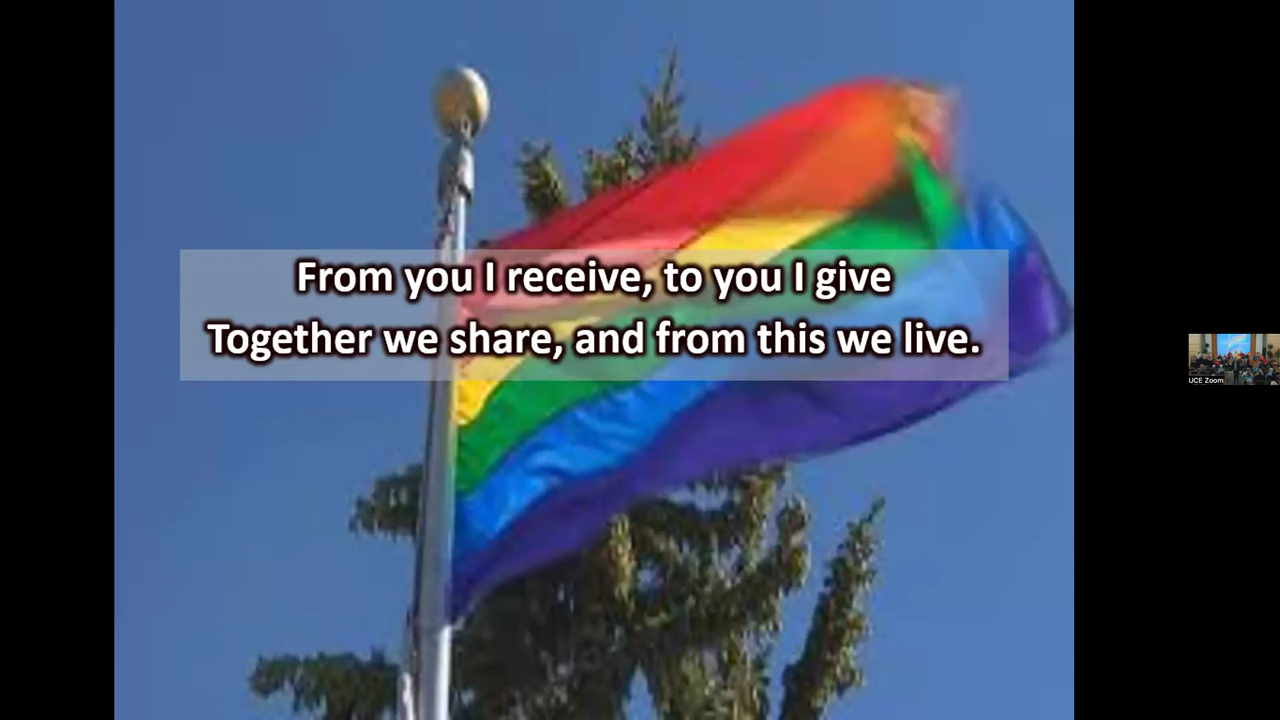 From you I receive, to you I give
Together we share, and from this we live.
UCE Zoom